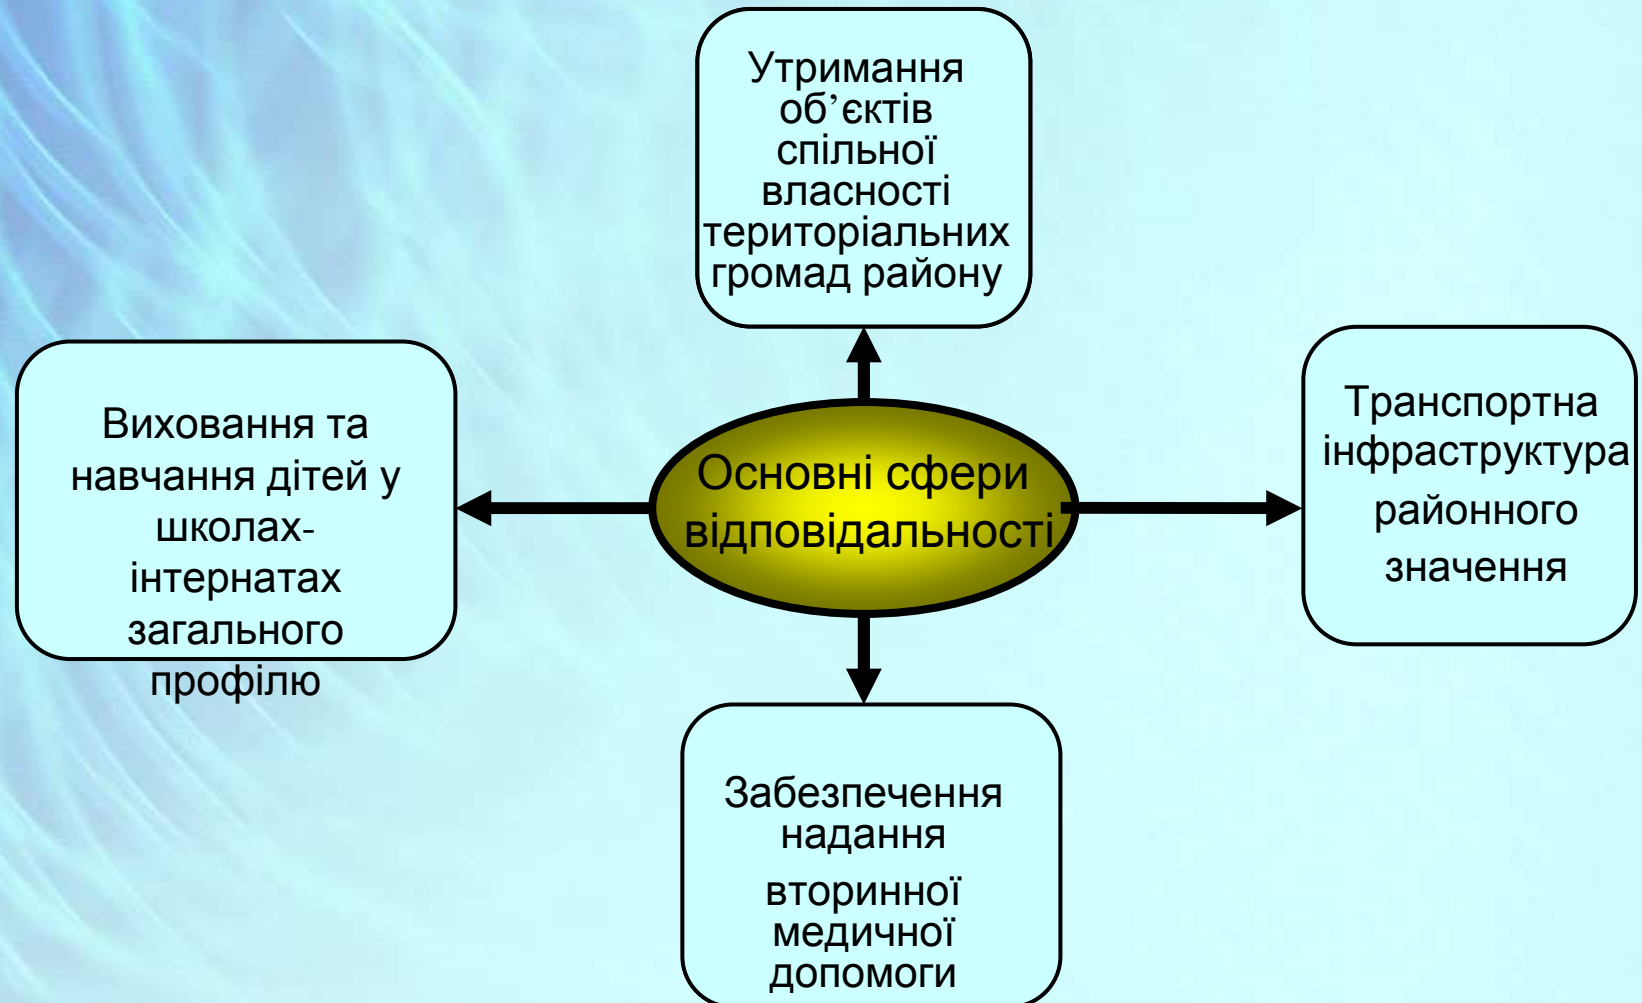 Утримання
об’єктів
спільної
власності
територіальних
громад району
Виховання та
навчання дітей у
школах-
інтернатах
загального
профілю
Основні сфери
відповідальності
Транспортна
інфраструктура
районного
значення
Забезпечення
надання
вторинної
медичної
допомоги